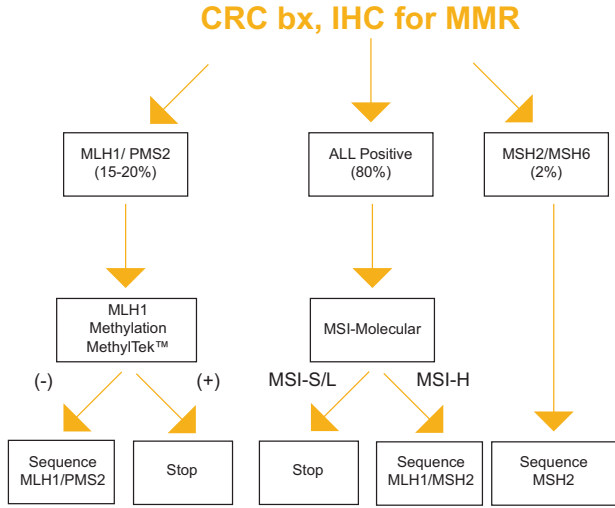 CRC bx, IHC for MMR
MLH1/ PMS2
(15-20%)
ALL Positive
(80%)
MSH2/MSH6
(2%)
MLH1
Methylation
MethylTek™
MSI-Molecular
(-)
(+)
MSI-S/L
MSI-H
Sequence
MLH1/PMS2
Stop
Stop
Sequence
MLH1/MSH2
Sequence
MSH2